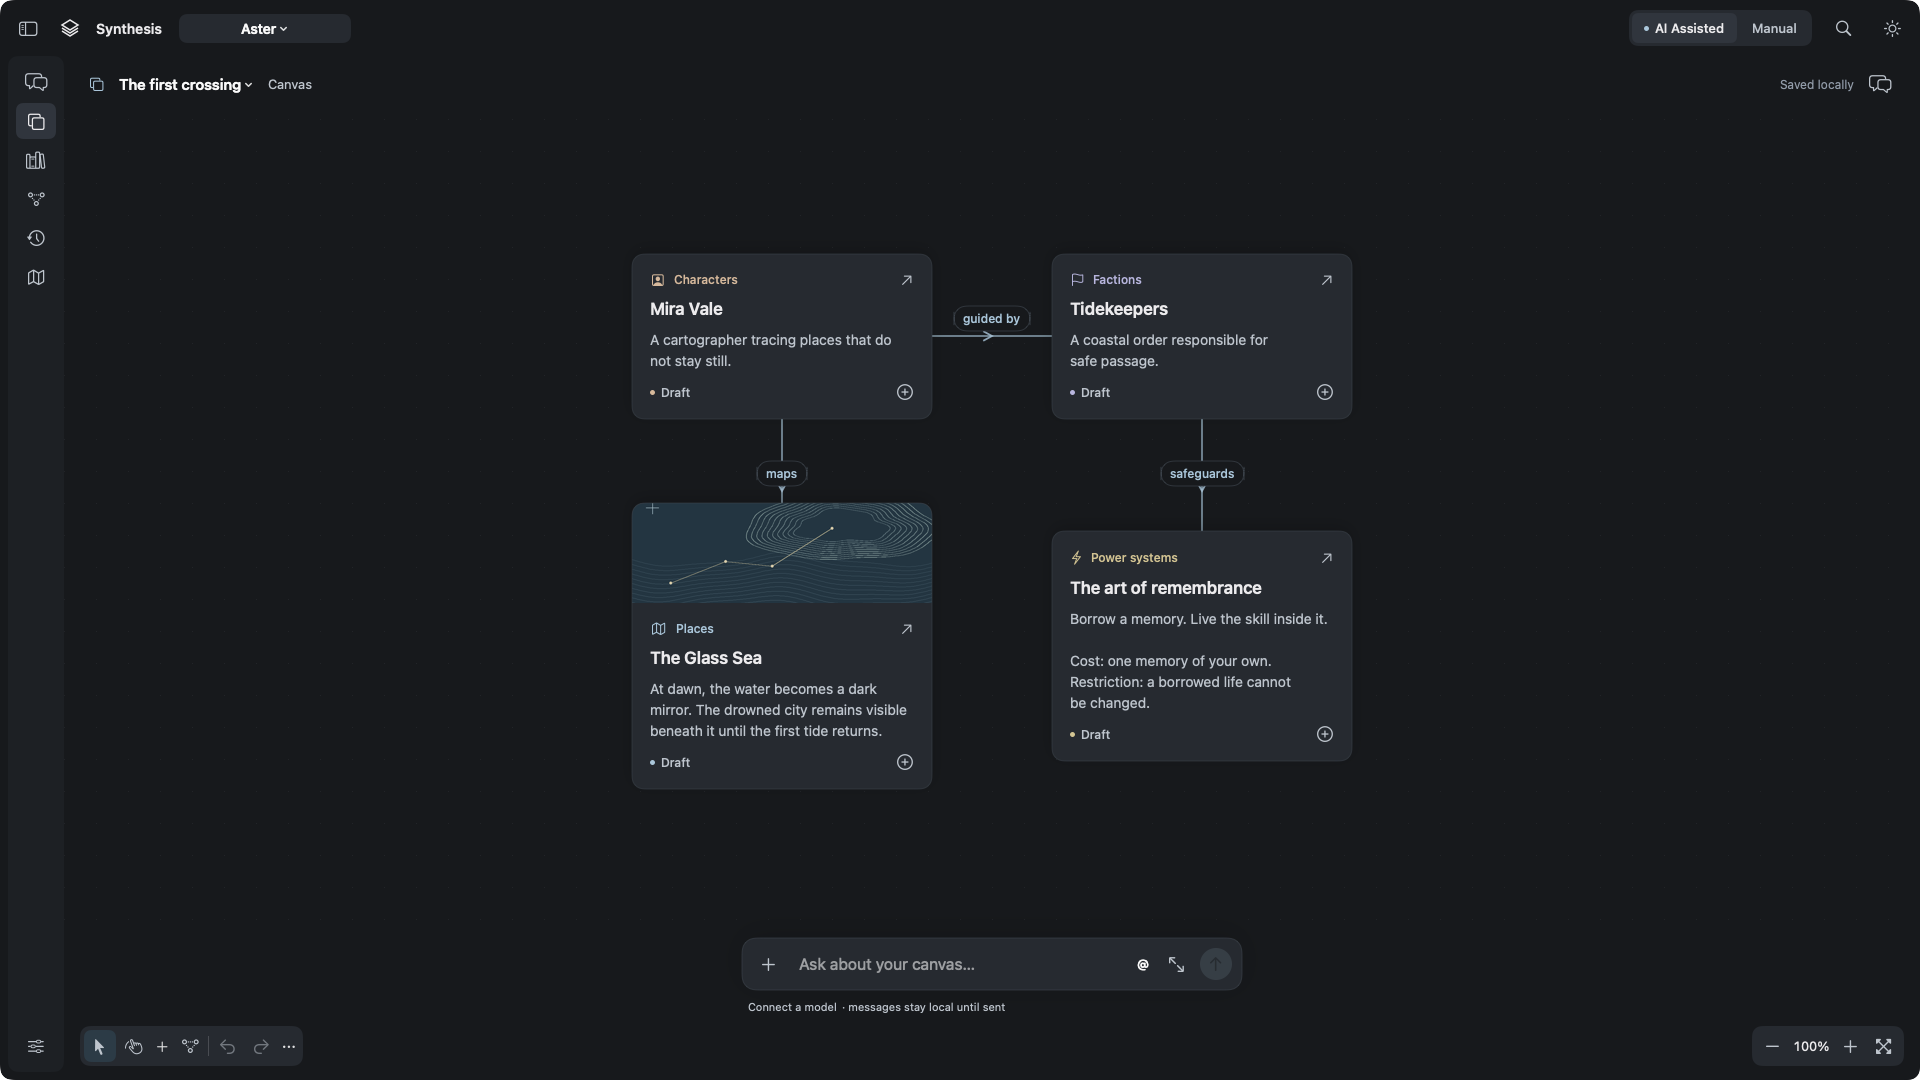 Synthesis
Aster
AI Assisted
Manual
The first crossing
Canvas
Saved locally
Characters
Mira Vale
A cartographer tracing places that do
not stay still.
Draft
guided by
Factions
Tidekeepers
A coastal order responsible for
safe passage.
Draft
maps
safeguards
Places
The Glass Sea
At dawn, the water becomes a dark
mirror. The drowned city remains visible
beneath it until the first tide returns.
Draft
Power systems
The art of remembrance
Borrow a memory. Live the skill inside it.
Cost: one memory of your own.
Restriction: a borrowed life cannot
be changed.
Draft
Ask about your canvas...
@
Connect a model · messages stay local until sent
100%